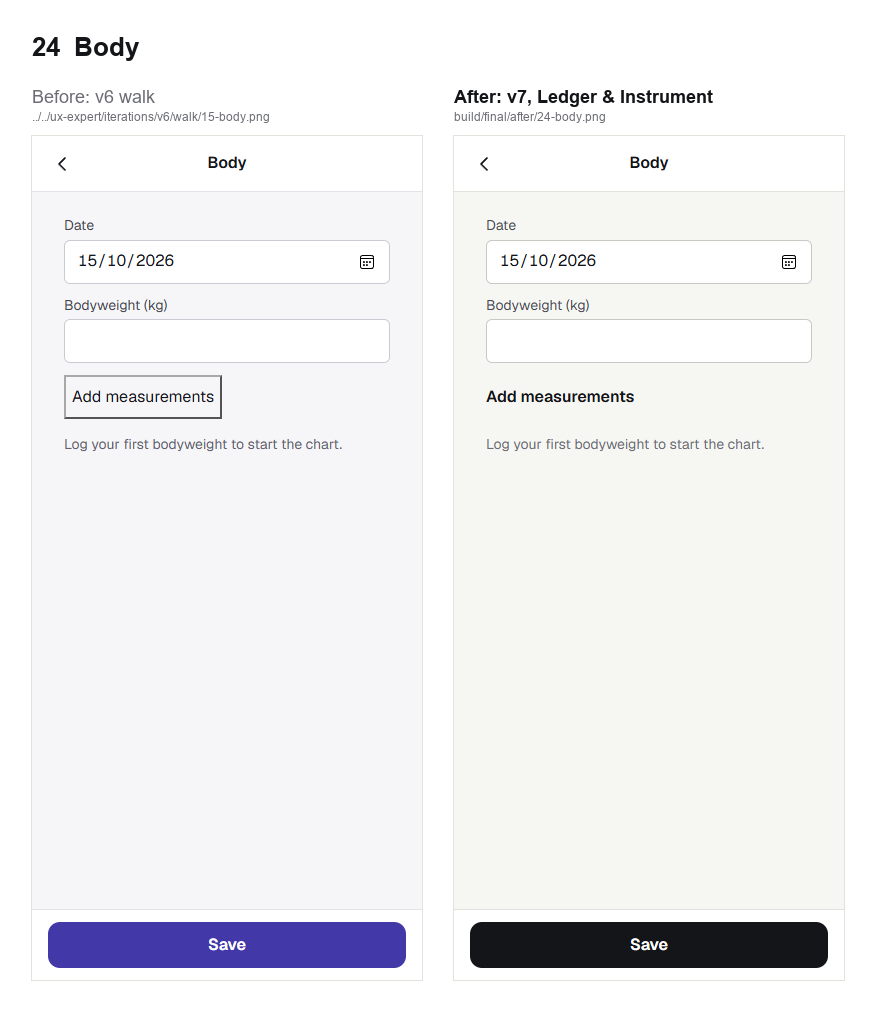 24 Body
Before: v6 walk
../../ux-expert/iterations/v6/walk/15-body.png
Body
Date
15/10/2026
Bodyweight (kg)
Add measurements
Log your first bodyweight to start the chart.
Save
After: v7, Ledger & Instrument
build/final/after/24-body.png
Body
Date
15/10/2026
Bodyweight (kg)
Add measurements
Log your first bodyweight to start the chart.
Save